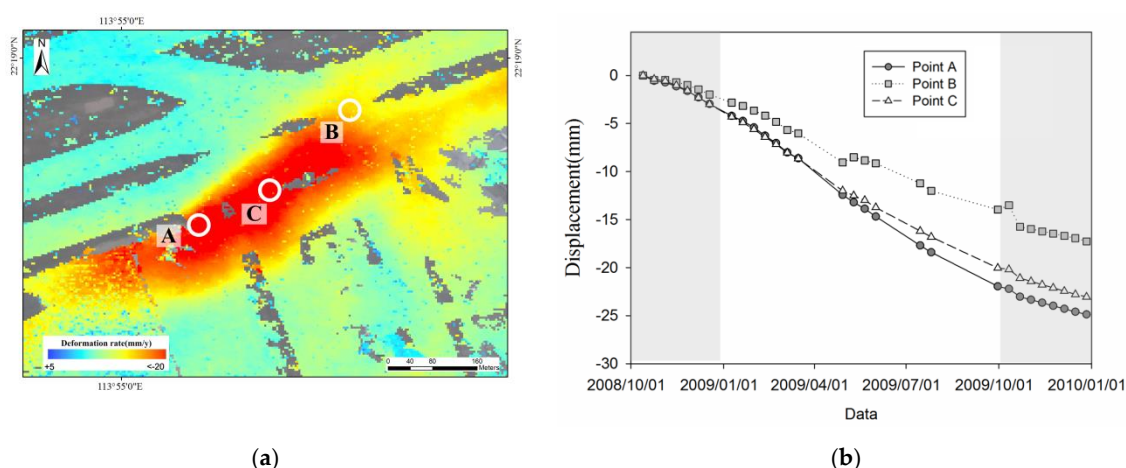 113°55'0"E
N
22°19'0"N
22°19'0"N
A
B
C
Deformation rate(mm/y)
+5 <-20
0 40 80 160
Meters
113°55'0"E
(a)
Displacement(mm)
0
-5
-10
-15
-20
-25
-30
Point A
Point B
Point C
2008/10/01 2009/01/01 2009/04/01 2009/07/01 2009/10/01 2010/01/01
Data
(b)